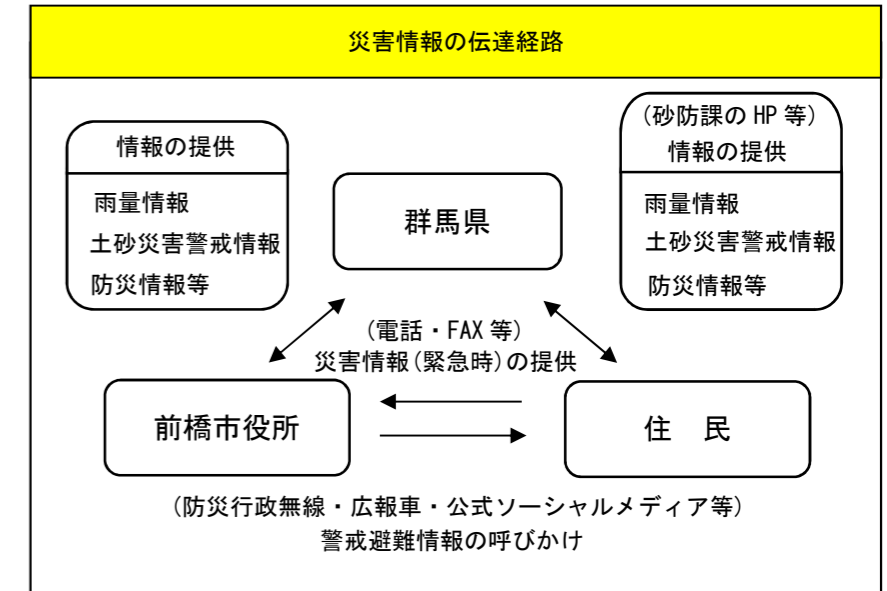 災害情報の伝達経路
情報の提供
雨量情報
土砂災害警戒情報
防災情報等
群馬県
(砂防課の HP 等)
情報の提供
雨量情報
土砂災害警戒情報
防災情報等
(電話・FAX 等)
災害情報(緊急時)の提供
前橋市役所
住　民
(防災行政無線・広報車・公式ソーシャルメディア等)
警戒避難情報の呼びかけ